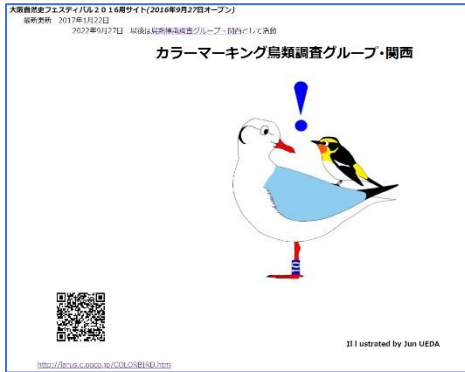 大阪自然史フェスティバル２０１６用サイト(2016年9月27日オープン)
最新更新　2017年1月22日
2022年9月27日　以後は鳥類標識調査グループ・関西として活動
カラーマーキング鳥類調査グループ・関西
!
Illustrated by Jun UEDA
http://larus.c.ooco.jp/COLORBIRD.htm